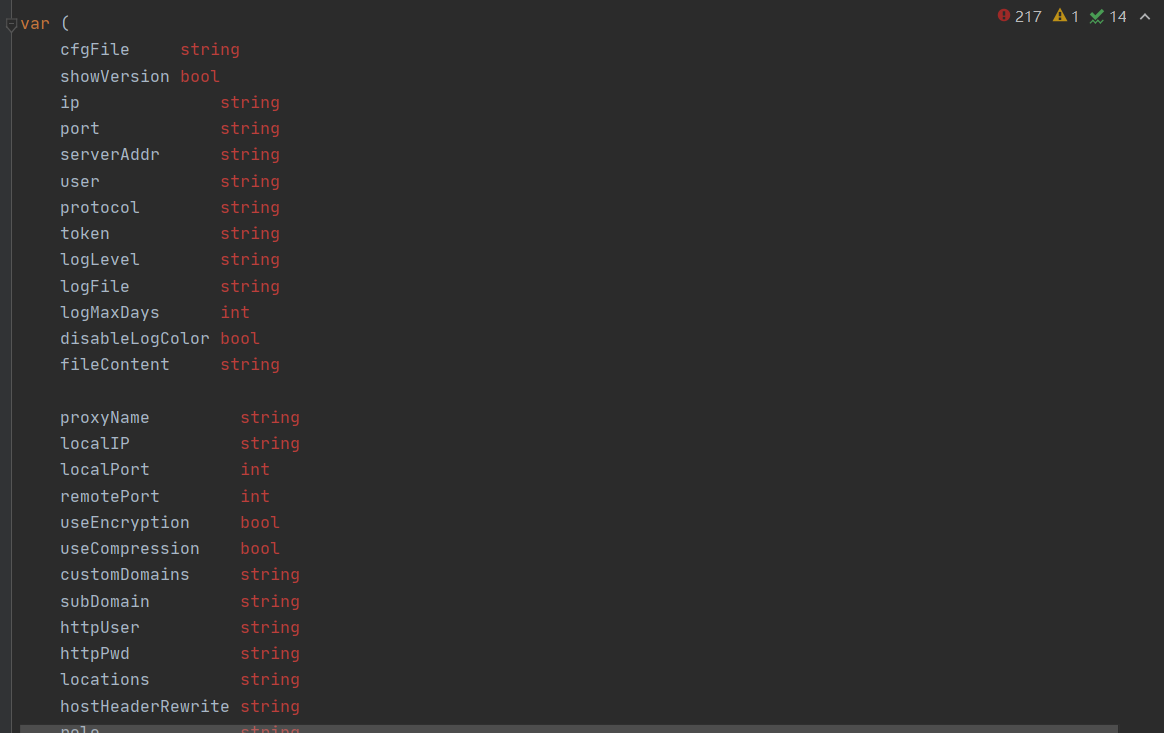 var (
217 1 14
cfgFile string
showVersion bool
ip string
port string
serverAddr string
user string
protocol string
token string
logLevel string
logFile string
logMaxDays int
disableLogColor bool
fileContent string
proxyName string
localIP string
localPort int
remotePort int
useEncryption bool
useCompression bool
customDomains string
subDomain string
httpUser string
httpPwd string
locations string
hostHeaderRewrite string
role string